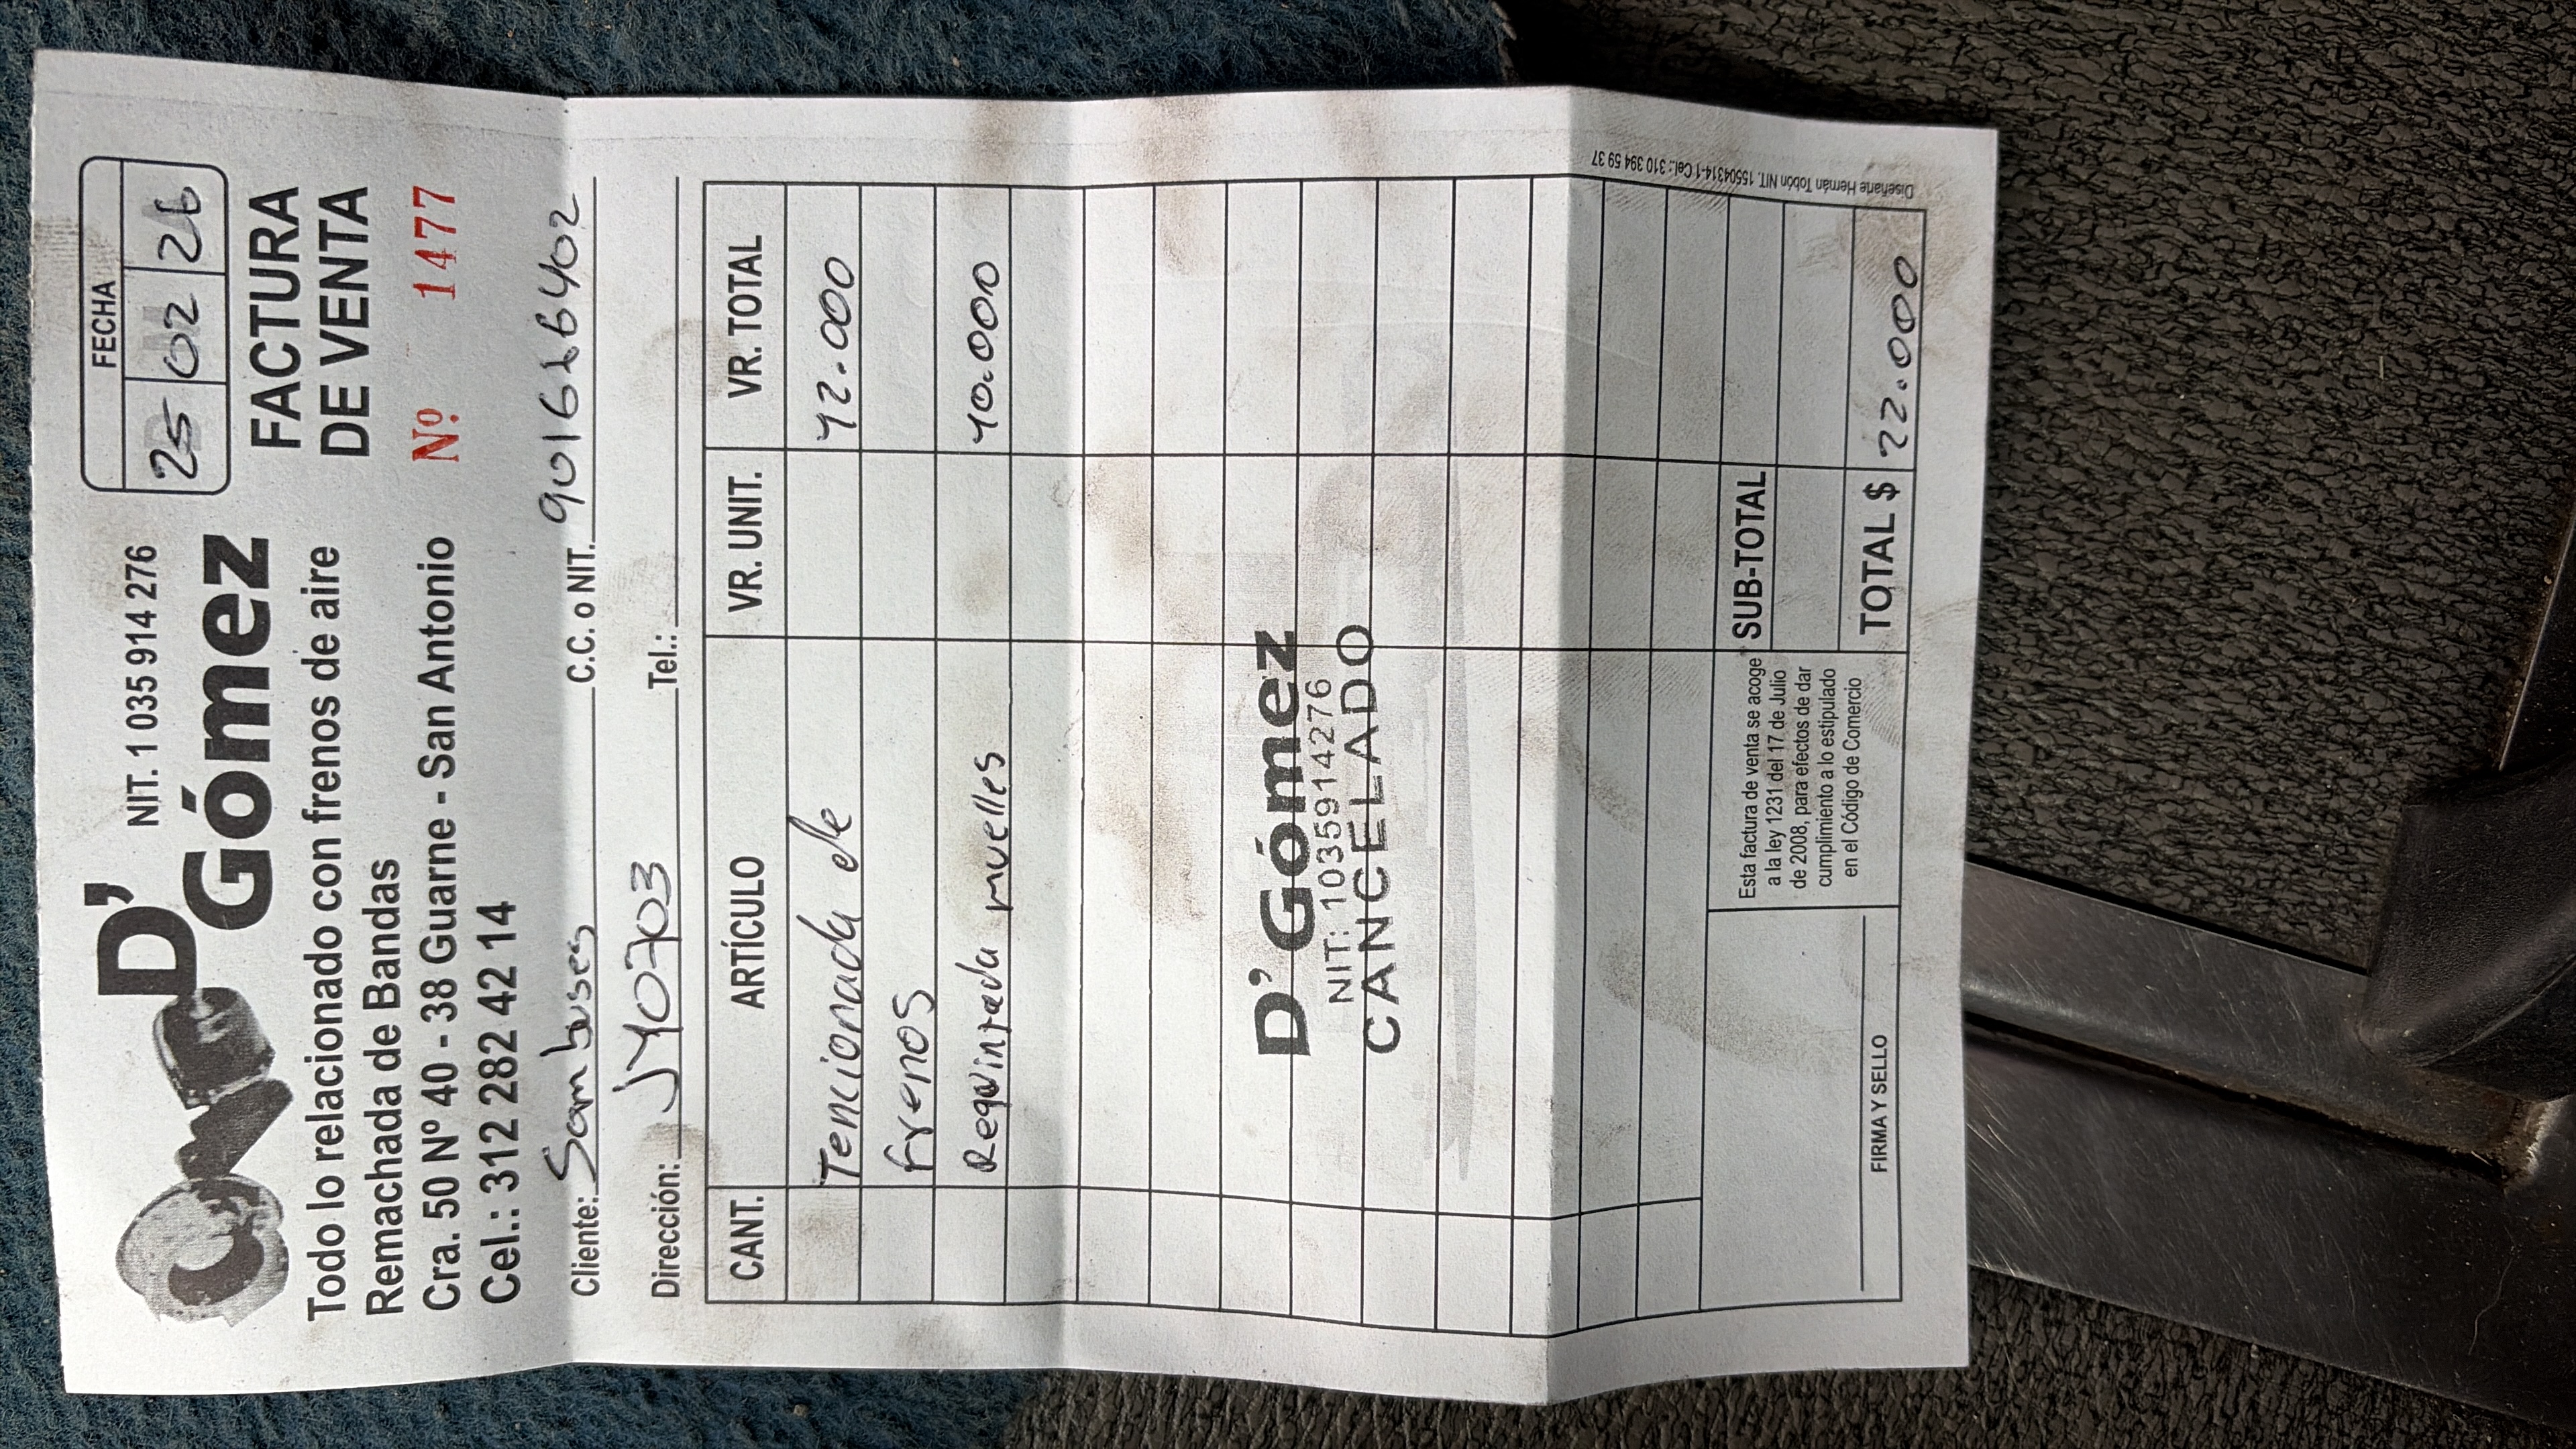 NIT. 1 035 914 276
D'
Gómez
Todo lo relacionado con frenos de aire
Remachada de Bandas
Cra. 50 Nº 40 - 38 Guarne - San Antonio
Cel.: 312 282 42 14
FECHA
25 02 26
FACTURA
DE VENTA
Nº. 1477
Cliente: Sambuses C.C. o NIT. 901626402
Dirección: JYO703 Tel.:
CANT. ARTÍCULO VR. UNIT. VR. TOTAL
Tencionada de 12.000
frenos
Requintada muelles 10.000
D' Gómez
NIT: 1035914276
CANCELADO
Esta factura de venta se acoge
a la ley 1231 del 17 de Julio
de 2008, para efectos de dar
cumplimiento a lo estipulado
en el Código de Comercio
SUB-TOTAL
TOTAL $ 22.000
FIRMA Y SELLO
Diseñarte Hernán Tobón NIT. 15504314-1 Cel.: 310 394 59 37